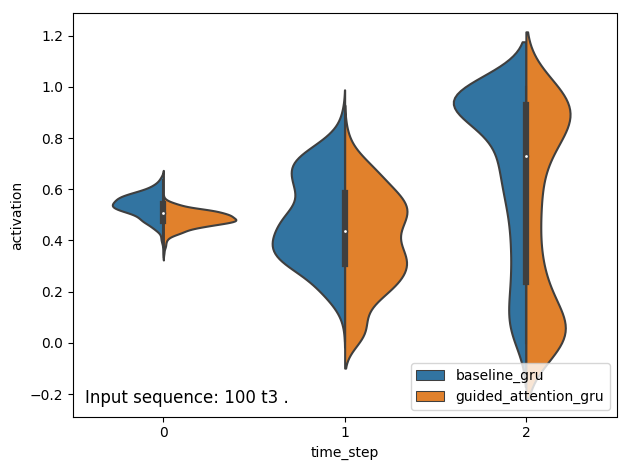 1.2
1.0
0.8
0.6
0.4
0.2
0.0
−0.2
activation
Input sequence: 100 t3 .
baseline_gru
guided_attention_gru
0
1
2
time_step